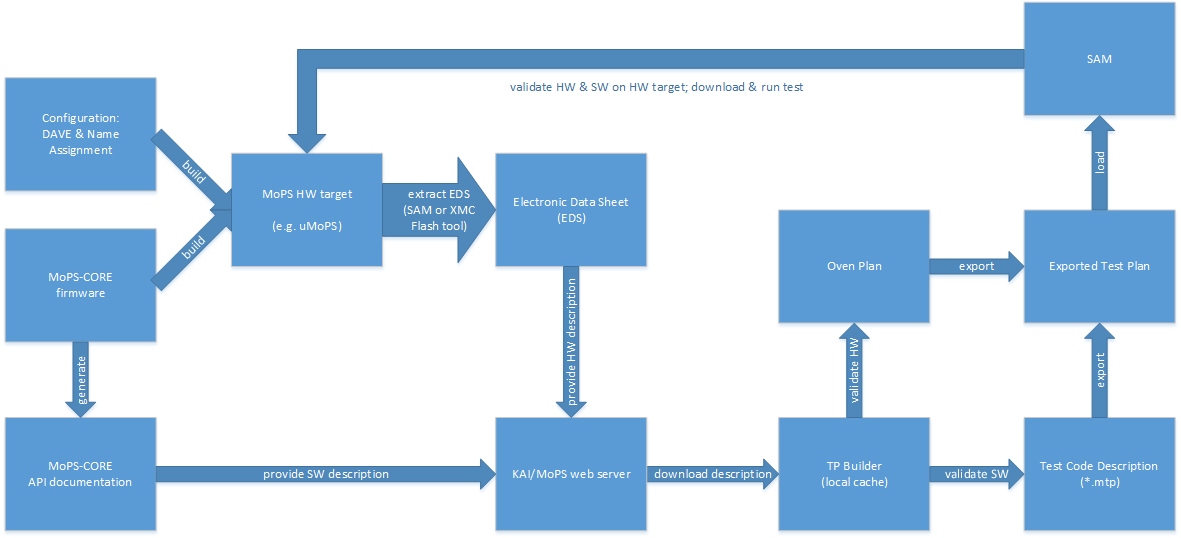 SAM
validate HW & SW on HW target; download & run test
Configuration:
DAVE & Name
Assignment
build
load
MoPS HW target
(e.g. uMoPS)
extract EDS
(SAM or XMC
Flash tool)
Electronic Data Sheet
(EDS)
build
MoPS-CORE
firmware
Oven Plan
export
Exported Test Plan
generate
provide HW description
validate HW
export
MoPS-CORE
API documentation
provide SW description
KAI/MoPS web server
download description
TP Builder
(local cache)
validate SW
Test Code Description
(*.mtp)